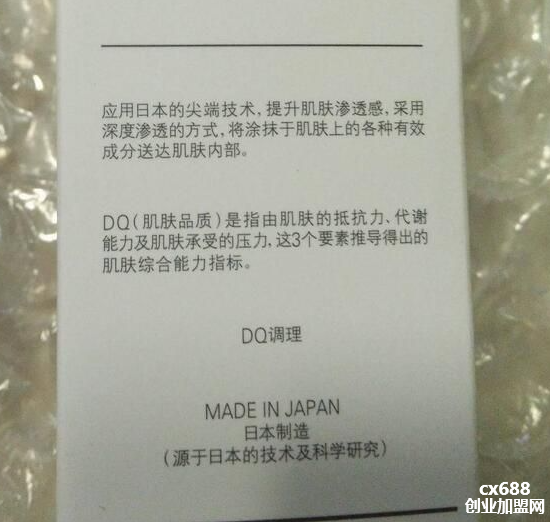 应用日本的尖端技术，提升肌肤渗透感，采用
深度渗透的方式，将涂抹于肌肤上的各种有效
成分送达肌肤内部。
DQ（肌肤品质）是指由肌肤的抵抗力、代谢
能力及肌肤承受的压力，这3个要素推导得出的
肌肤综合能力指标。
DQ调理
MADE IN JAPAN
日本制造
（源于日本的技术及科学研究）
cx688
创业加盟网